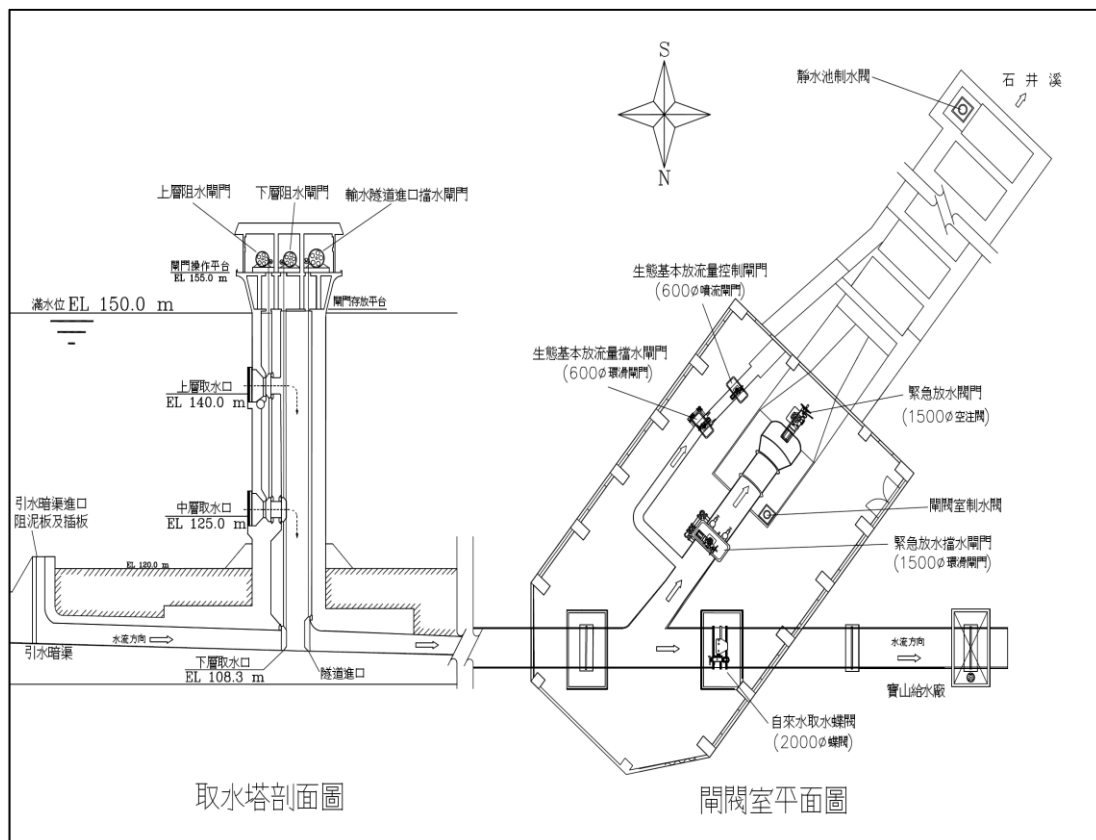 上層阻水閘門
下層阻水閘門
輸水隧道進口擋水閘門
閘門操作平台
EL 155.0 m
滿水位 EL 150.0 m
閘門存放平台
上層取水口
EL 140.0 m
中層取水口
EL 125.0 m
引水暗渠進口
阻泥板及插板
EL 120.0 m
水流方向
引水暗渠
下層取水口
EL 108.3 m
隧道進口
取水塔剖面圖
S
N
靜水池制水閥
石井溪
生態基本放流量控制閘門
(600φ噴流閘門)
生態基本放流量擋水閘門
(600φ環滑閘門)
緊急放水閥門
(1500φ空注閥)
閘閥室制水閥
緊急放水擋水閘門
(1500φ環滑閘門)
水流方向
寶山給水廠
自來水取水蝶閥
(2000φ蝶閥)
閘閥室平面圖